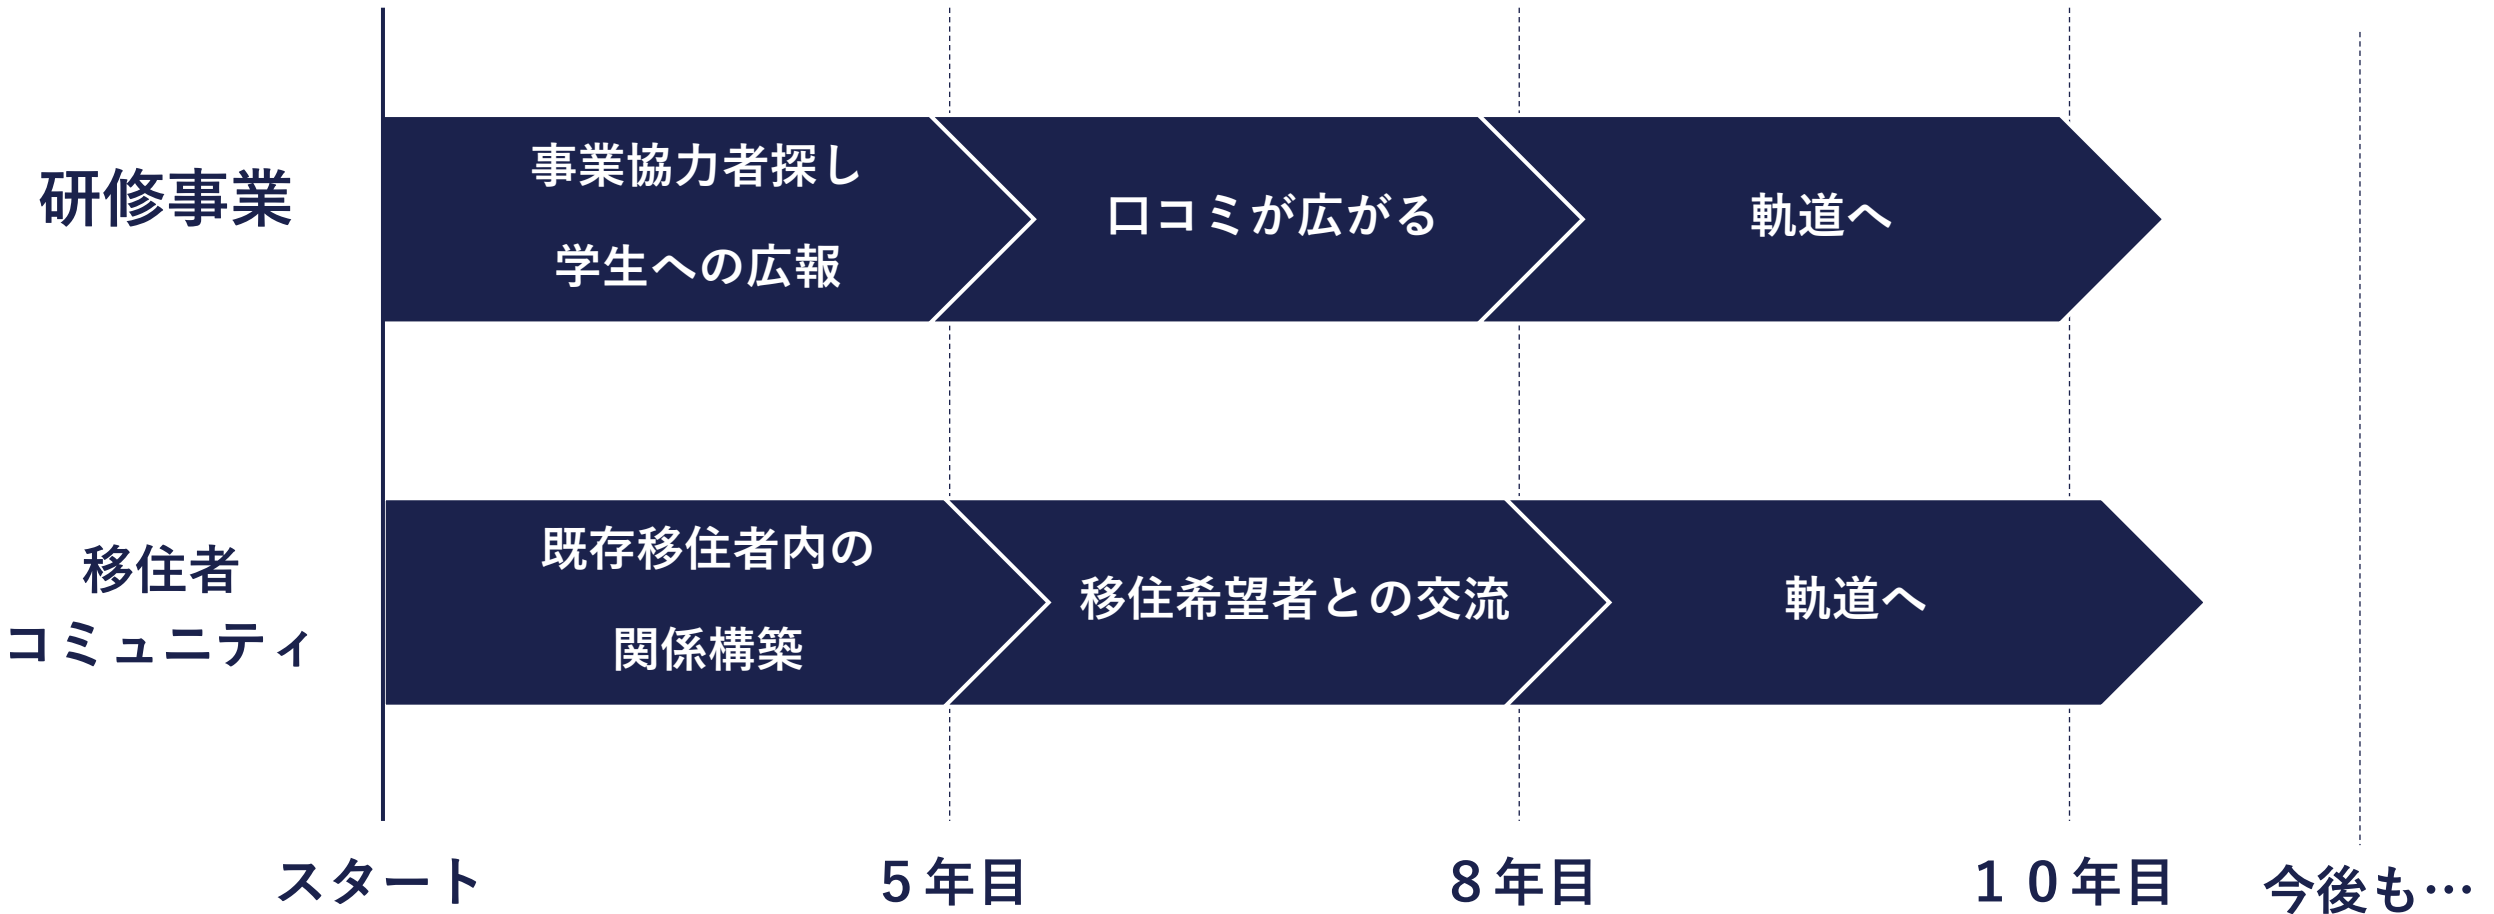 研修事業
事業協力者探し
学生への広報
口コミが広がる
軌道へ
移住者
コミュニティ
既存移住者内の
関係構築
移住希望者との交流
軌道へ
スタート
5年目
8年目
10年目
今後も…